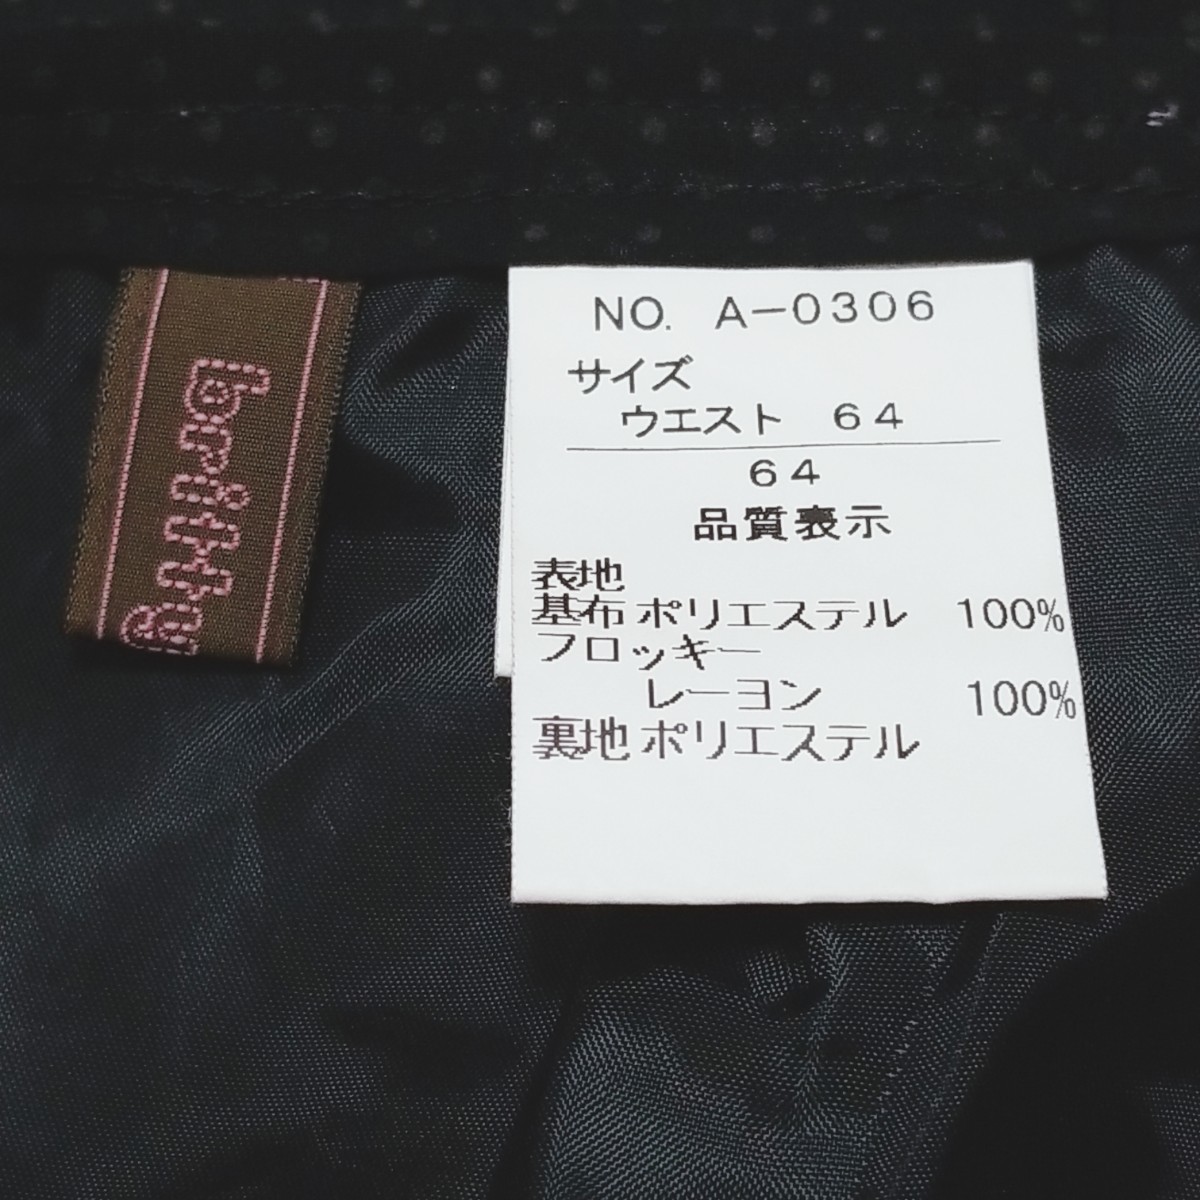 britty
NO. A-0306
サイズ
ウエスト 64
64
品質表示
表地
基布 ポリエステル 100%
フロッキー
レーヨン 100%
裏地 ポリエステル